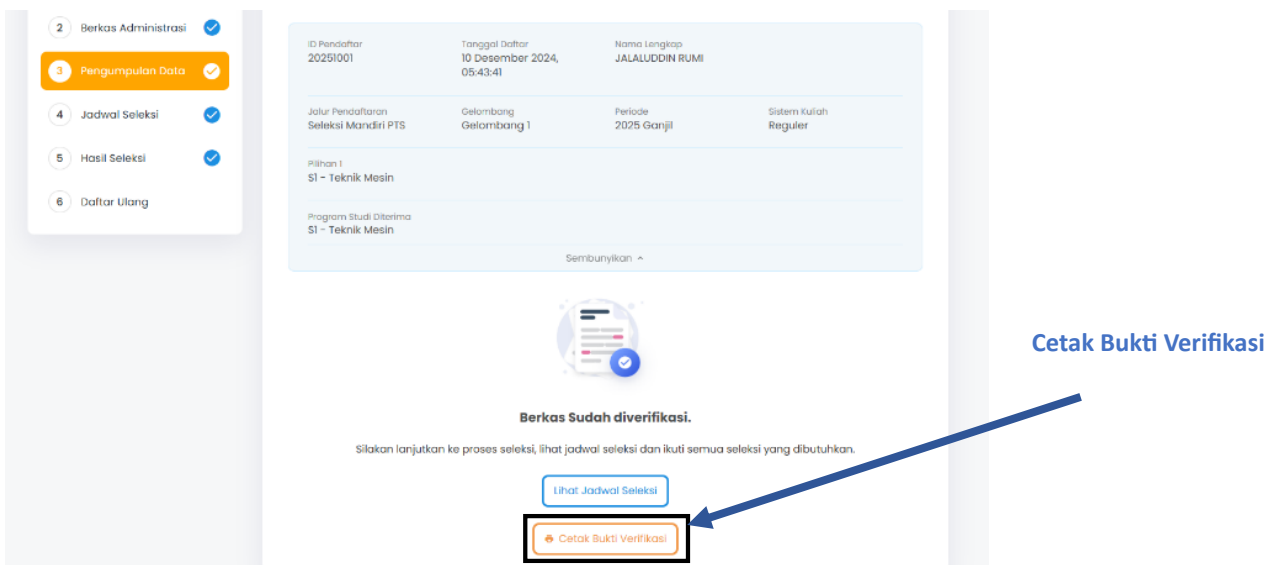 2 Berkas Administrasi
3 Pengumpulan Data
4 Jadwal Seleksi
5 Hasil Seleksi
6 Daftar Ulang
ID Pendaftar Tanggal Daftar Nama Lengkap
20251001 10 Desember 2024, JALALUDDIN RUMI
05:43:41
Jalur Pendaftaran Gelombang Periode Sistem Kuliah
Seleksi Mandiri PTS Gelombang 1 2025 Ganjil Reguler
Pilihan 1
S1 - Teknik Mesin
Program Studi Diterima
S1 - Teknik Mesin
Sembunyikan
Berkas Sudah diverifikasi.
Silakan lanjutkan ke proses seleksi, lihat jadwal seleksi dan ikuti semua seleksi yang dibutuhkan.
Lihat Jadwal Seleksi
Cetak Bukti Verifikasi
Cetak Bukti Verifikasi